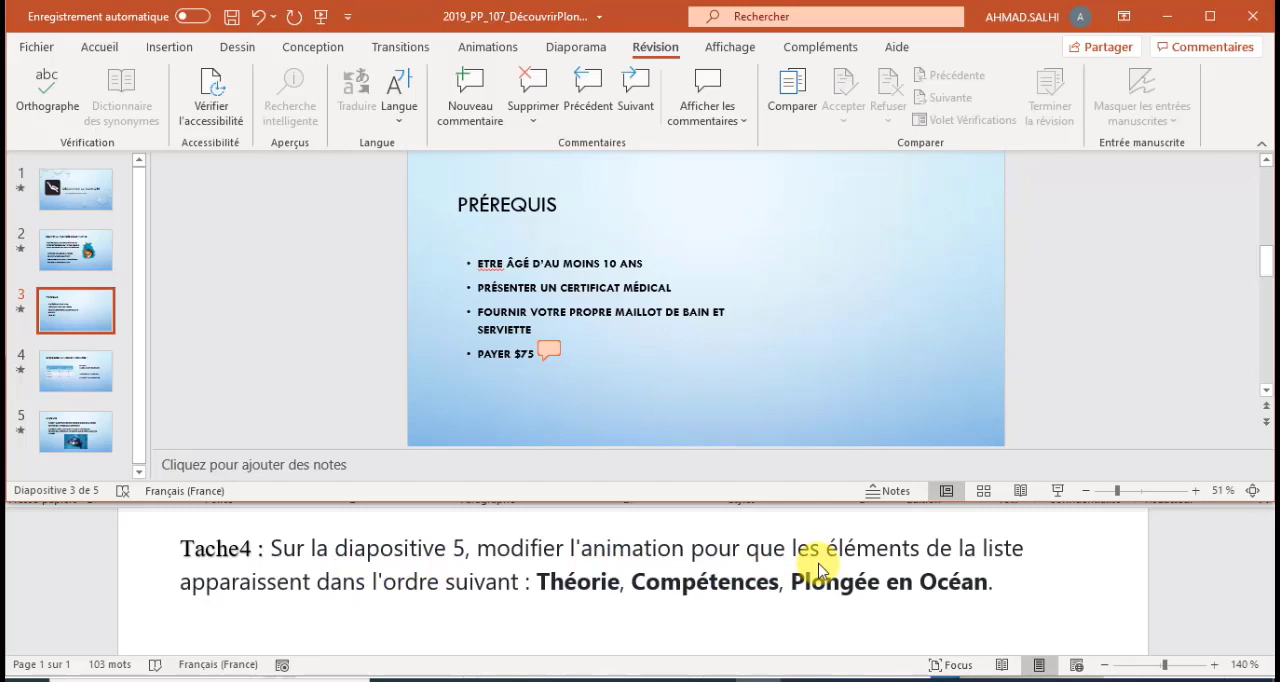 Enregistrement automatique
2019_PP_107_DécouvrirPlon...
Rechercher
AHMAD.SALHI
A
Fichier Accueil Insertion Dessin Conception Transitions Animations Diaporama Révision Affichage Compléments Aide
Partager
Commentaires
abc
Orthographe
Dictionnaire
des synonymes
Vérifier
l'accessibilité
Recherche
intelligente
Traduire
Langue
Nouveau
commentaire
Supprimer
Précédent
Suivant
Afficher les
commentaires
Comparer
Accepter
Refuser
Précédente
Suivante
Volet Vérifications
Terminer
la révision
Masquer les entrées
manuscrites
Vérification
Accessibilité
Aperçus
Langue
Commentaires
Comparer
Entrée manuscrite
1
2
3
4
5
PRÉREQUIS
• ETRE ÂGÉ D'AU MOINS 10 ANS
• PRÉSENTER UN CERTIFICAT MÉDICAL
• FOURNIR VOTRE PROPRE MAILLOT DE BAIN ET
SERVIETTE
• PAYER $75
Cliquez pour ajouter des notes
Diapositive 3 de 5
Français (France)
Notes
51 %
Tache4 : Sur la diapositive 5, modifier l'animation pour que les éléments de la liste
apparaissent dans l'ordre suivant : Théorie, Compétences, Plongée en Océan.
Page 1 sur 1
103 mots
Français (France)
Focus
140 %